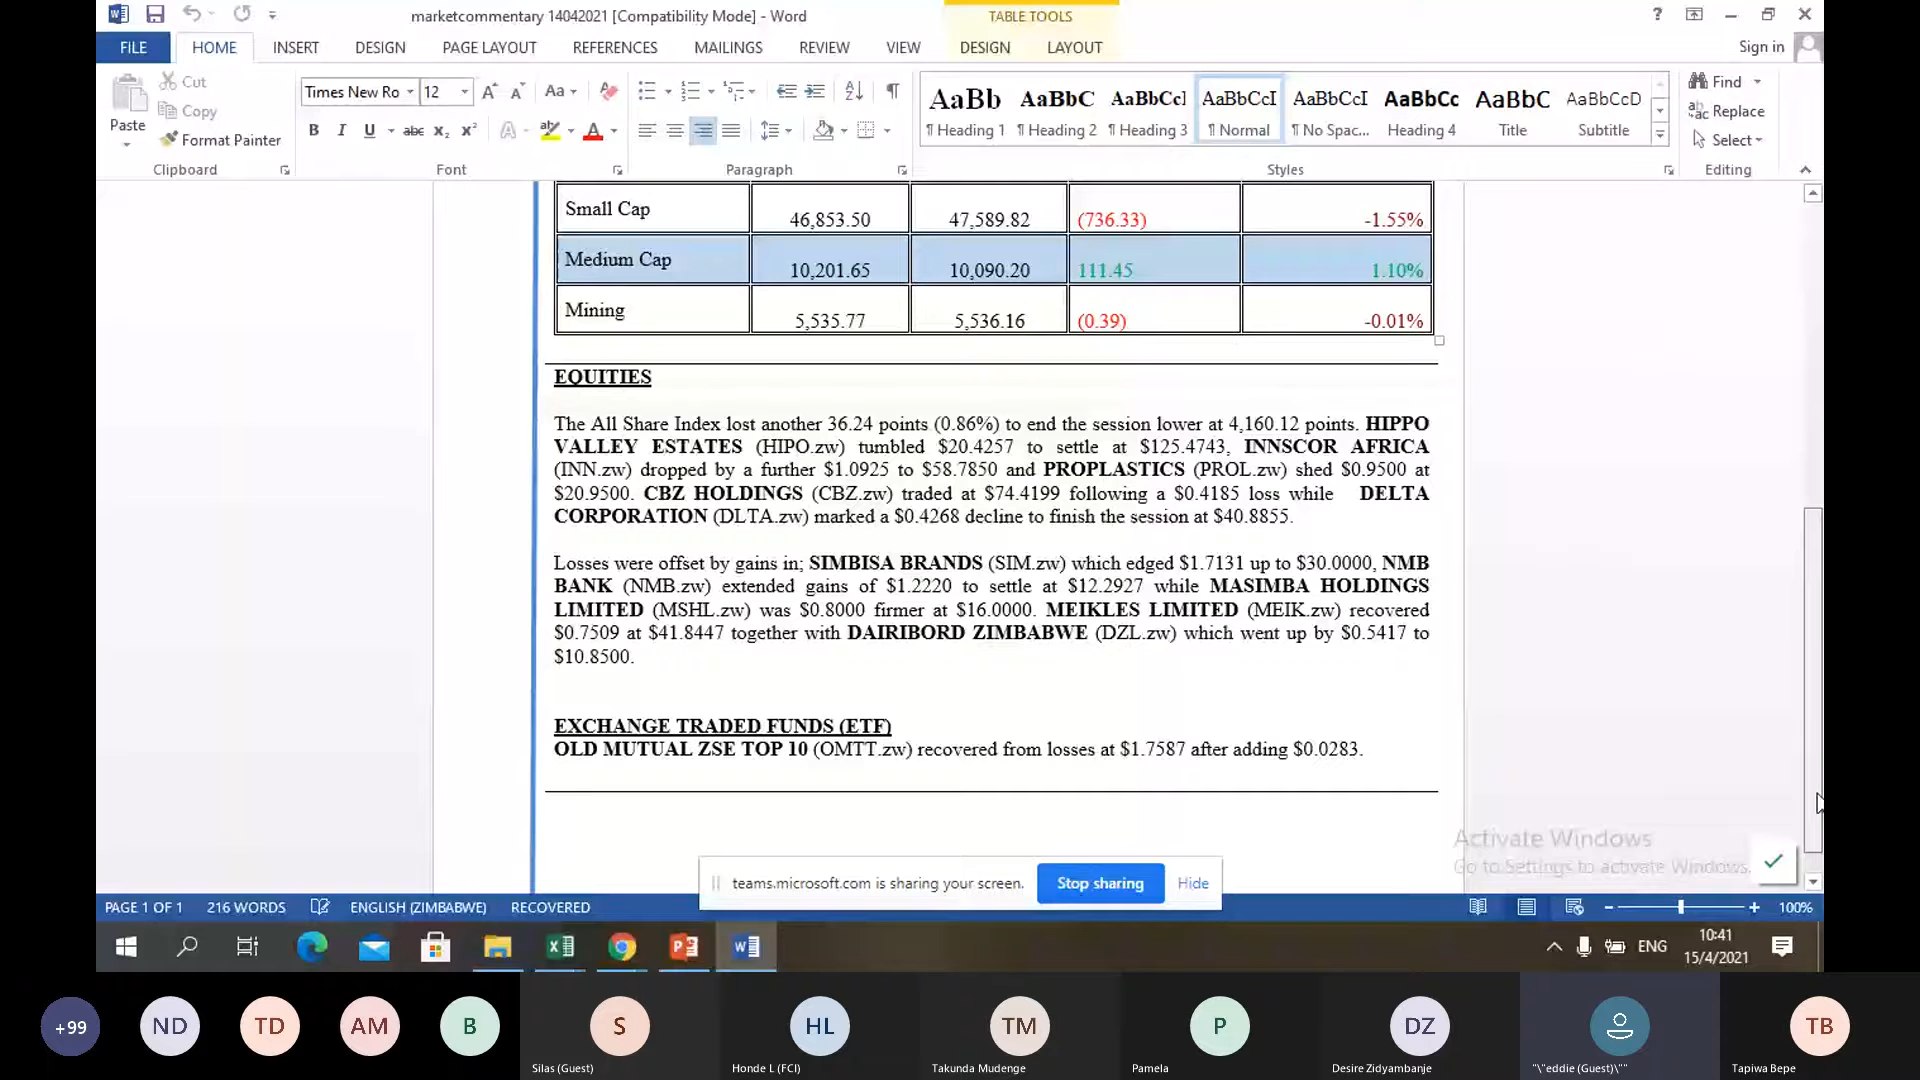 marketcommentary 14042021 [Compatibility Mode] - Word
TABLE TOOLS
?
FILE HOME INSERT DESIGN PAGE LAYOUT REFERENCES MAILINGS REVIEW VIEW DESIGN LAYOUT Sign in
Paste
Cut
Copy
Format Painter
Clipboard
Times New Ro 12
Font
Paragraph
AaBb AaBbC AaBbCcI AaBbCcI AaBbCcI AaBbCc AaBbC AaBbCcD
¶ Heading 1 ¶ Heading 2 ¶ Heading 3 ¶ Normal ¶ No Spac... Heading 4 Title Subtitle
Styles
Find
Replace
Select
Editing
Small Cap 46,853.50 47,589.82 (736.33) -1.55%
Medium Cap 10,201.65 10,090.20 111.45 1.10%
Mining 5,535.77 5,536.16 (0.39) -0.01%
EQUITIES
The All Share Index lost another 36.24 points (0.86%) to end the session lower at 4,160.12 points. HIPPO
VALLEY ESTATES (HIPO.zw) tumbled $20.4257 to settle at $125.4743, INNSCOR AFRICA
(INN.zw) dropped by a further $1.0925 to $58.7850 and PROPLASTICS (PROL.zw) shed $0.9500 at
$20.9500. CBZ HOLDINGS (CBZ.zw) traded at $74.4199 following a $0.4185 loss while DELTA
CORPORATION (DLTA.zw) marked a $0.4268 decline to finish the session at $40.8855.
Losses were offset by gains in; SIMBISA BRANDS (SIM.zw) which edged $1.7131 up to $30.0000, NMB
BANK (NMB.zw) extended gains of $1.2220 to settle at $12.2927 while MASIMBA HOLDINGS
LIMITED (MSHL.zw) was $0.8000 firmer at $16.0000. MEIKLES LIMITED (MEIK.zw) recovered
$0.7509 at $41.8447 together with DAIRIBORD ZIMBABWE (DZL.zw) which went up by $0.5417 to
$10.8500.
EXCHANGE TRADED FUNDS (ETF)
OLD MUTUAL ZSE TOP 10 (OMTT.zw) recovered from losses at $1.7587 after adding $0.0283.
Activate Windows
Go to Settings to activate Windows.
teams.microsoft.com is sharing your screen. Stop sharing Hide
PAGE 1 OF 1 216 WORDS ENGLISH (ZIMBABWE) RECOVERED 100%
ENG 10:41
15/4/2021
+99 ND TD AM B S HL TM P DZ TB
Silas (Guest) Honde L (FCI) Takunda Mudenge Pamela Desire Zidyambanje "\"eddie (Guest)\"" Tapiwa Bepe